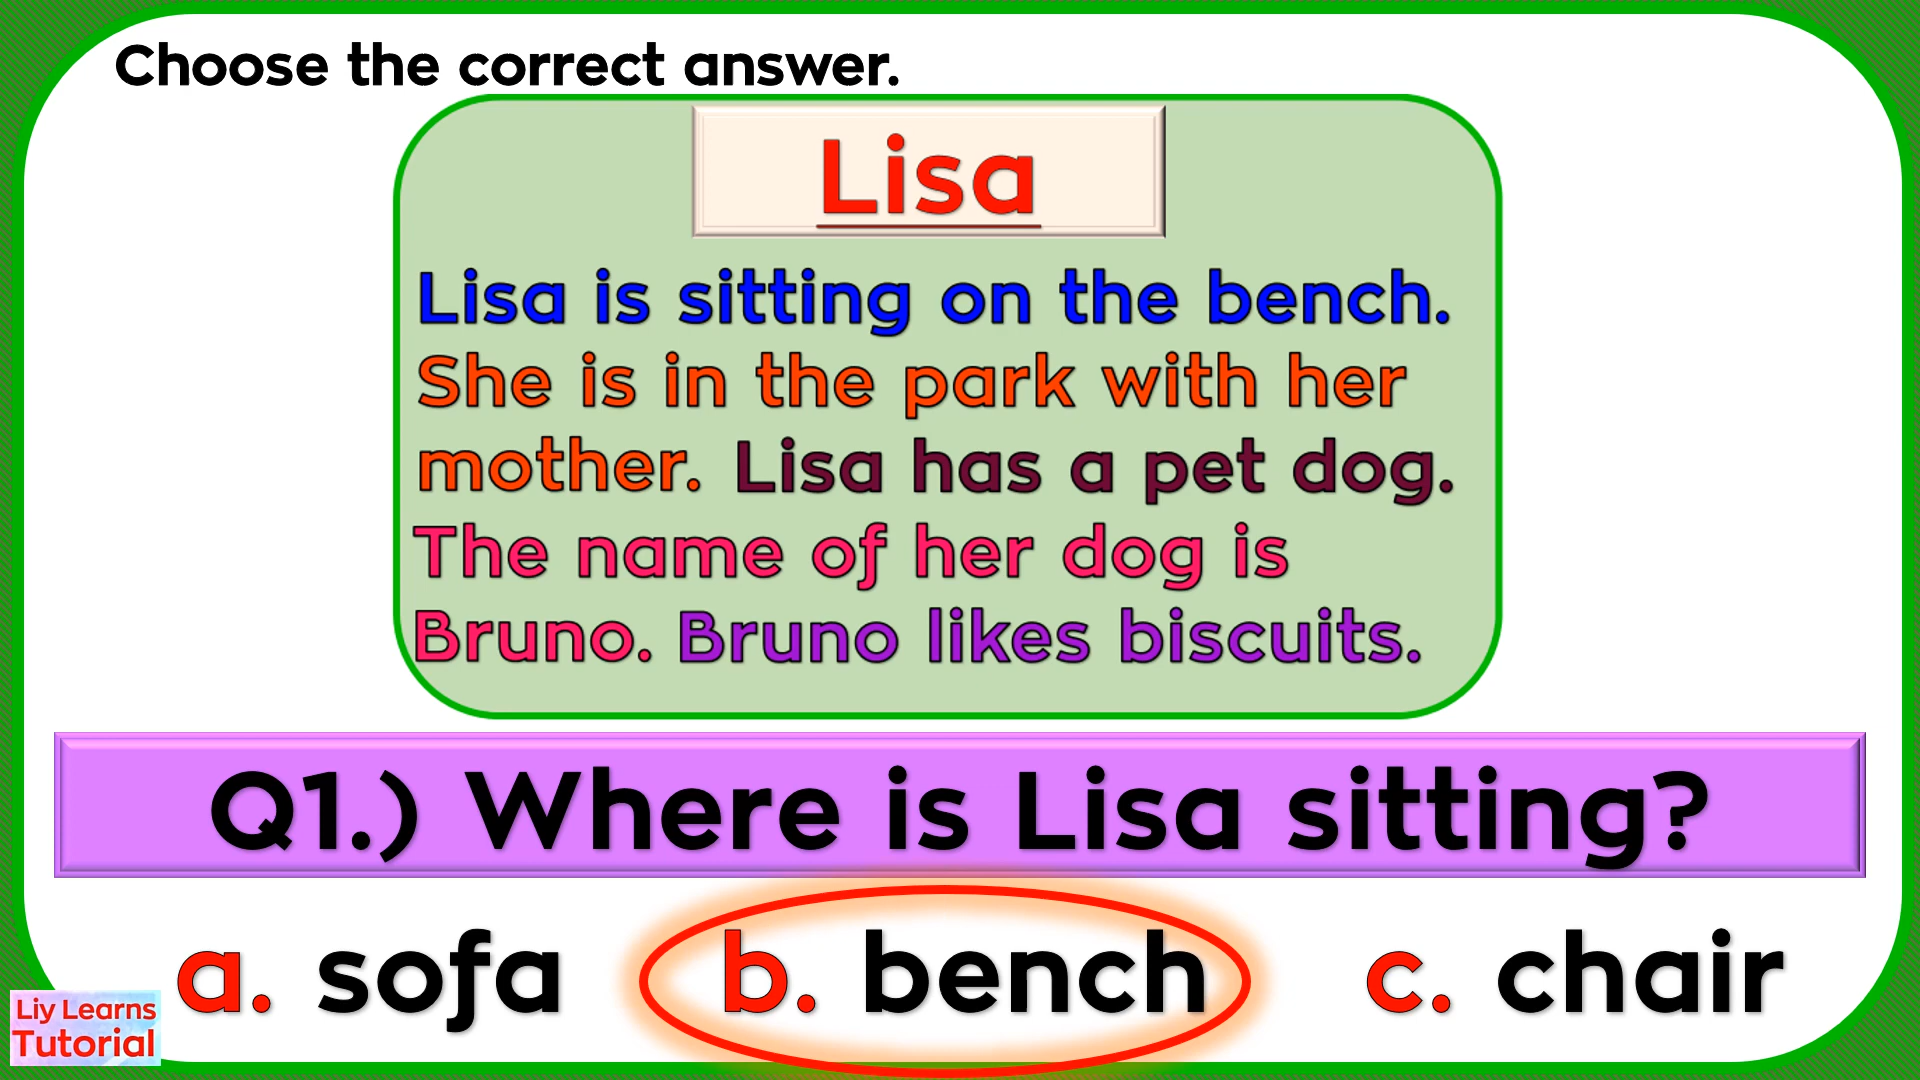 Choose the correct answer.
Lisa
Lisa is sitting on the bench.
She is in the park with her
mother. Lisa has a pet dog.
The name of her dog is
Bruno. Bruno likes biscuits.
Q1.) Where is Lisa sitting?
a. sofa b. bench c. chair
Liy Learns
Tutorial